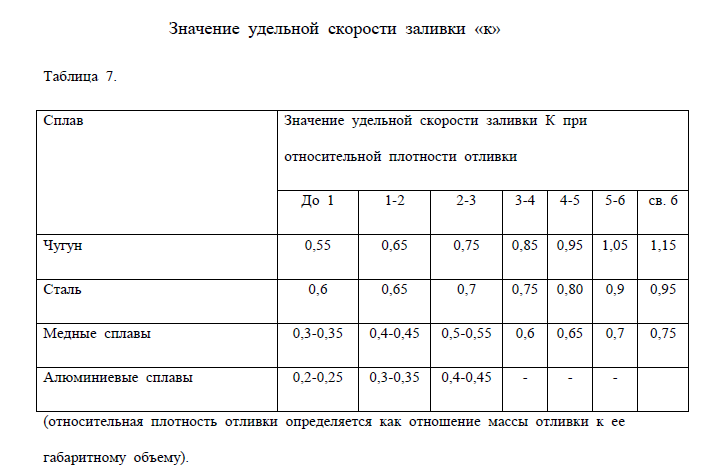 Значение удельной скорости заливки «к»
Таблица 7.
Сплав
Значение удельной скорости заливки К при
относительной плотности отливки
До 1 1-2 2-3 3-4 4-5 5-6 св. 6
Чугун 0,55 0,65 0,75 0,85 0,95 1,05 1,15
Сталь 0,6 0,65 0,7 0,75 0,80 0,9 0,95
Медные сплавы 0,3-0,35 0,4-0,45 0,5-0,55 0,6 0,65 0,7 0,75
Алюминиевые сплавы 0,2-0,25 0,3-0,35 0,4-0,45 - - -
(относительная плотность отливки определяется как отношение массы отливки к ее
габаритному объему).